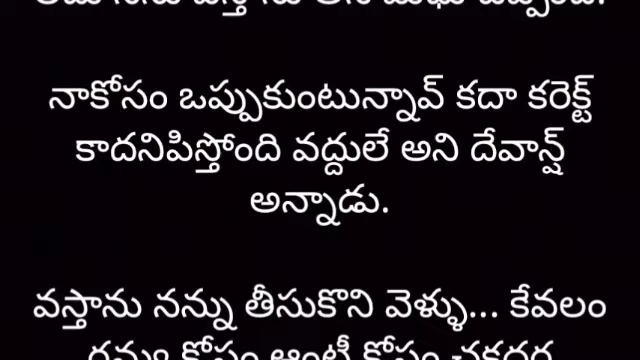 నాకోసం ఒప్పుకుంటున్నావ్ కదా కరెక్ట్
కాదనిపిస్తోంది వద్దులే అని దేవాన్ష్
అన్నాడు.
వస్తాను నన్ను తీసుకొని వెళ్ళు... కేవలం
కోసం ఆంటీ కోసం